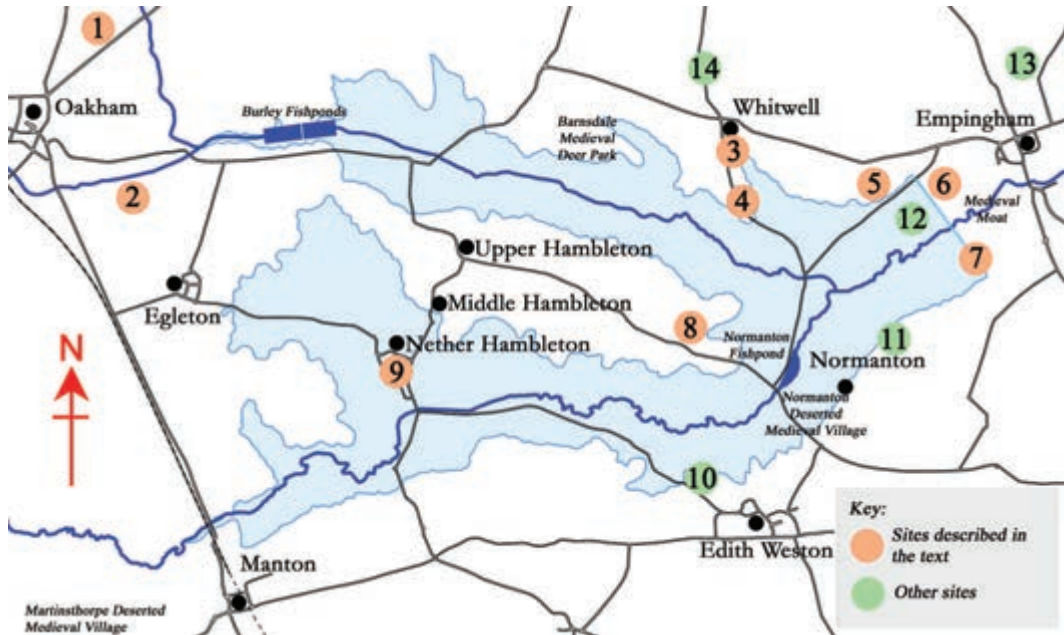 1
14
13
Oakham
Burley Fishponds
Whitwell
Empingham
Barnsdale
Medieval
Deer Park
3
2
4
5
6
12
Medieval
Moat
7
Upper Hambleton
Egleton
Middle Hambleton
8
Normanton
Fishpond
11
Nether Hambleton
Normanton
9
N
Normanton
Deserted
Medieval Village
10
Edith Weston
Manton
Martinsthorpe Deserted
Medieval Village
Key:
Sites described in
the text
Other sites